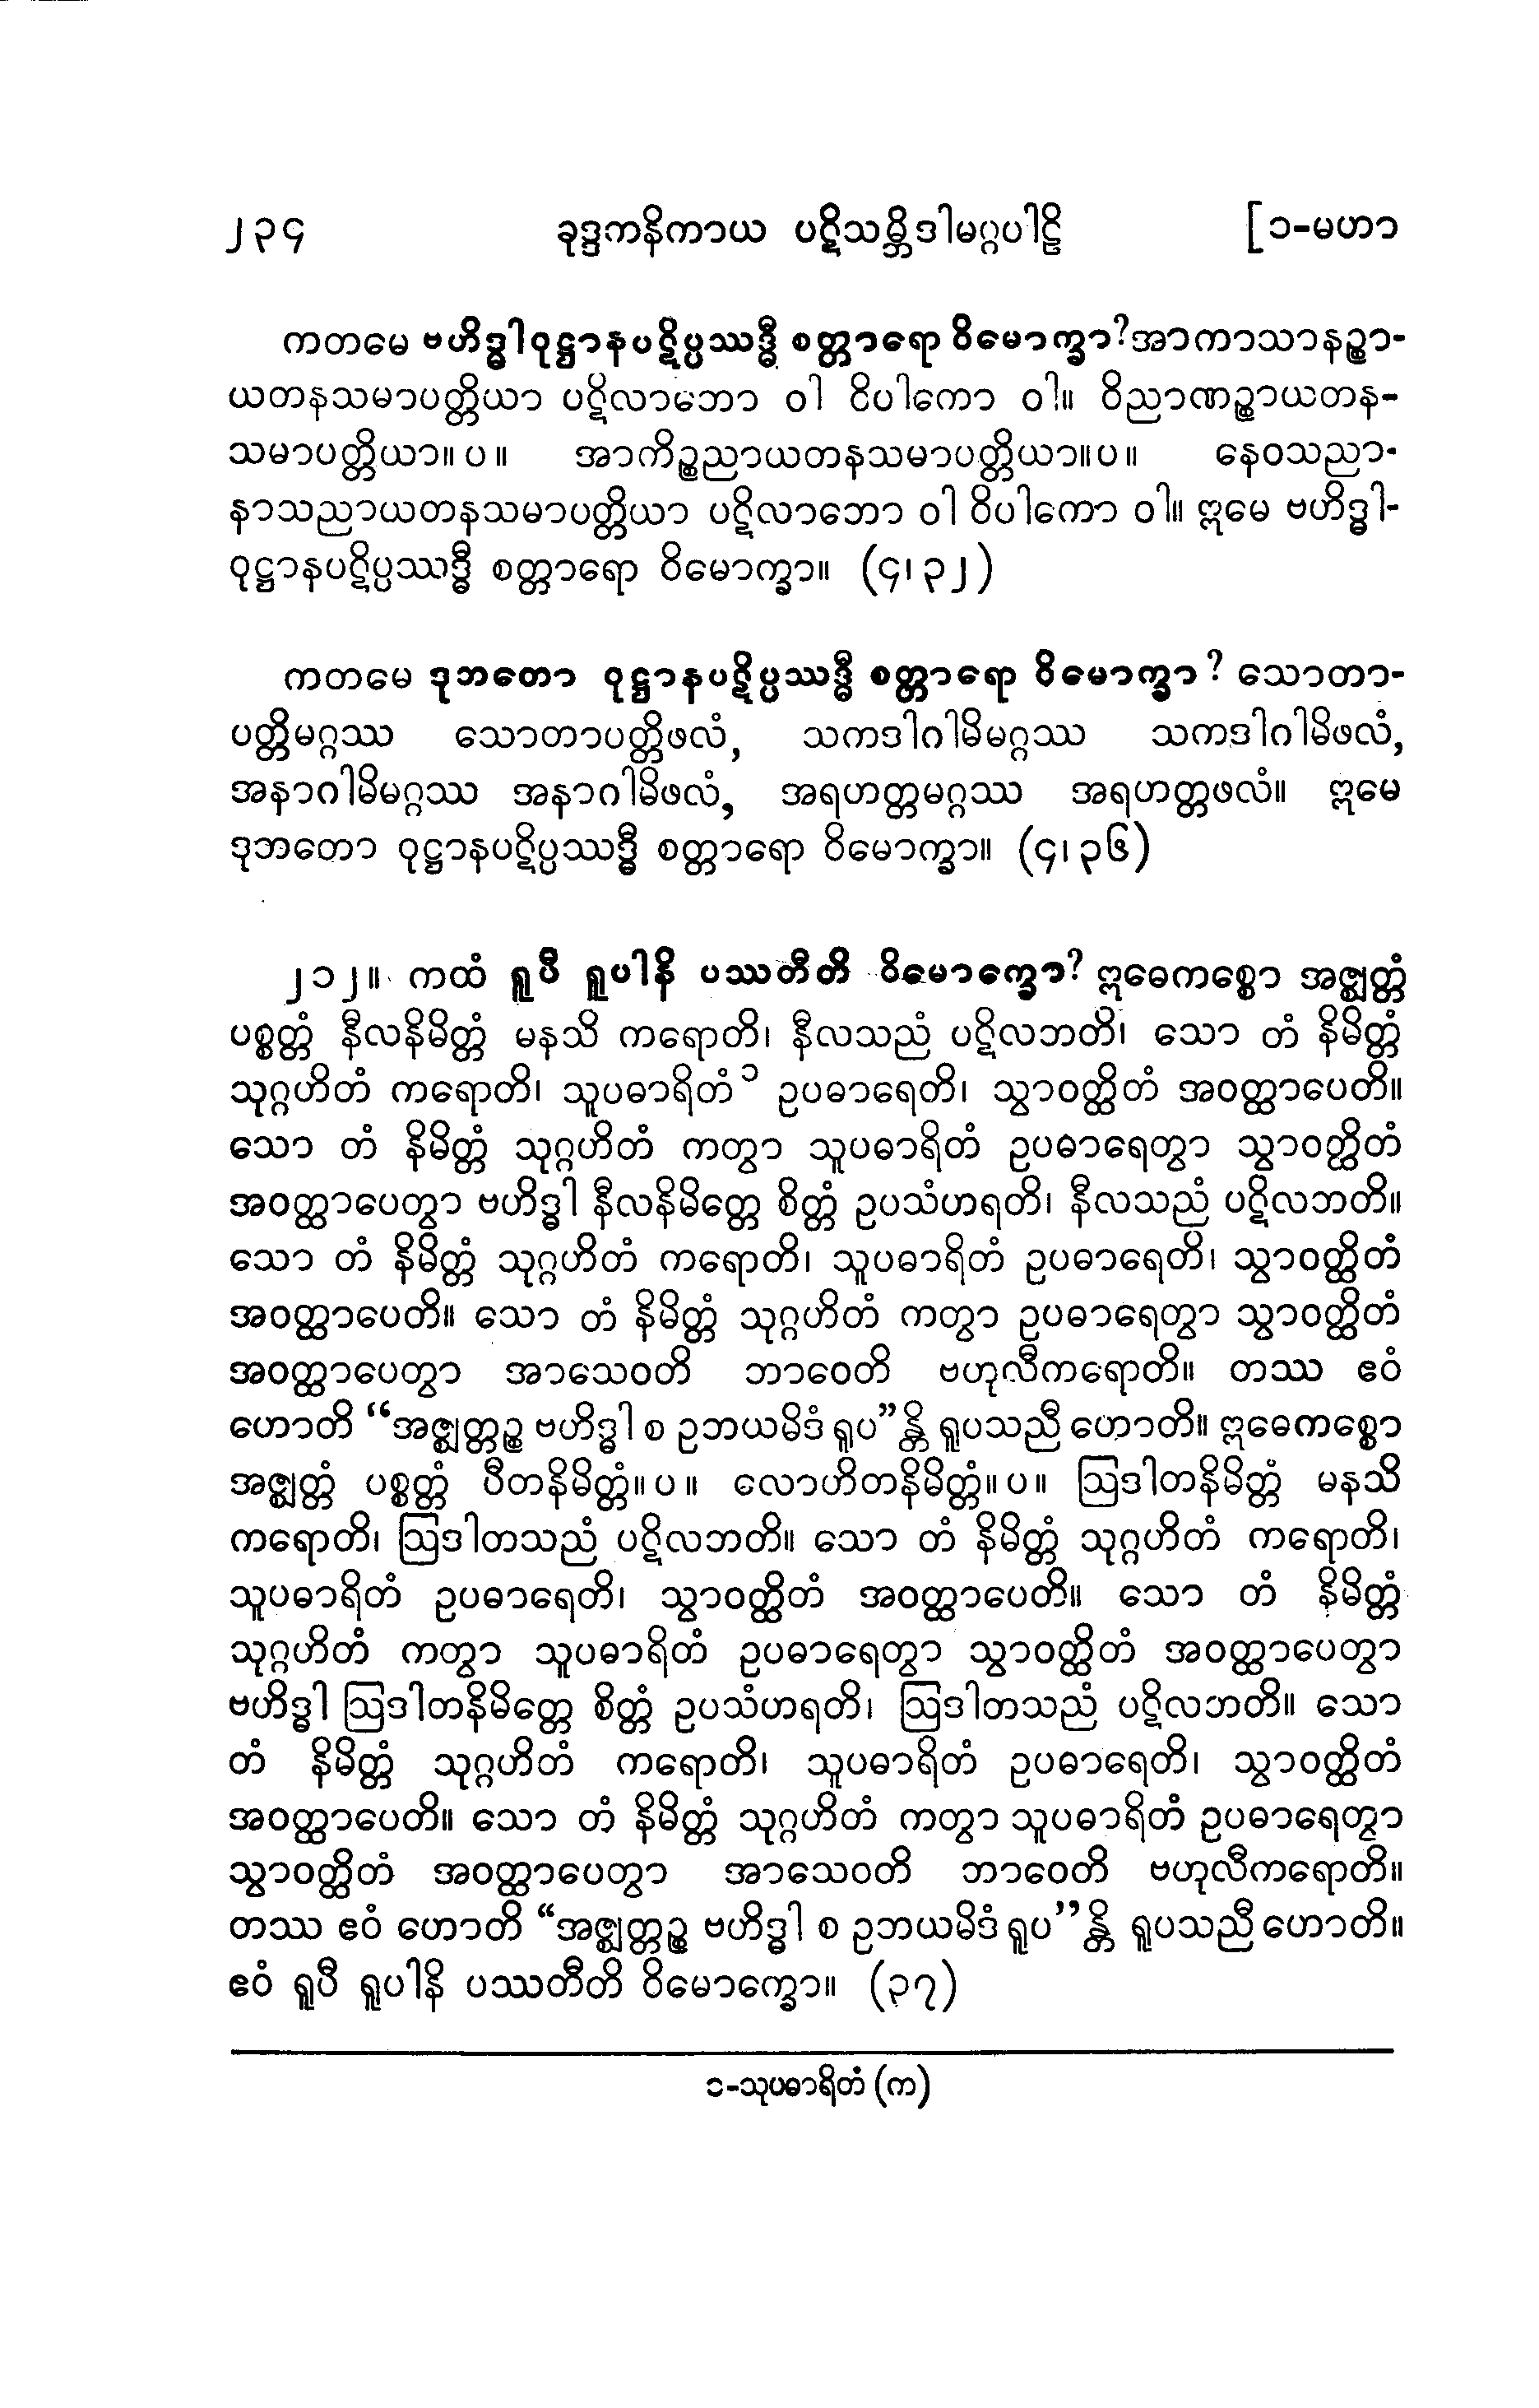 ၂၃၄ ခုဒ္ဒကနိကာယ ပဋိသမ္ဘိဒါမဂ္ဂပါဠိ [၁-မဟာ
ကတမေ ဗဟိဒ္ဓါဝုဋ္ဌာနပဋိပ္ပဿဒ္ဓီ စတ္တာရော ဝိမောက္ခာ?အာကာသာနဉ္စာ-
ယတနသမာပတ္တိယာ ပဋိလာဘော ဝါ ဝိပါကော ဝါ။ ဝိညာဏဉ္စာယတန-
သမာပတ္တိယာ။ပ။ အာကိဉ္စညာယတနသမာပတ္တိယာ။ပ။ နေဝသညာ-
နာသညာယတနသမာပတ္တိယာ ပဋိလာဘော ဝါ ဝိပါကော ဝါ။ ဣမေ ဗဟိဒ္ဓါ-
ဝုဋ္ဌာနပဋိပ္ပဿဒ္ဓီ စတ္တာရော ဝိမောက္ခာ။ (၄၊၃၂)
ကတမေ ဒုဘတော ဝုဋ္ဌာနပဋိပ္ပဿဒ္ဓီ စတ္တာရော ဝိမောက္ခာ? သောတာ-
ပတ္တိမဂ္ဂဿ သောတာပတ္တိဖလံ, သကဒါဂါမိမဂ္ဂဿ သကဒါဂါမိဖလံ,
အနာဂါမိမဂ္ဂဿ အနာဂါမိဖလံ, အရဟတ္တမဂ္ဂဿ အရဟတ္တဖလံ။ ဣမေ
ဒုဘတော ဝုဋ္ဌာနပဋိပ္ပဿဒ္ဓီ စတ္တာရော ဝိမောက္ခာ။ (၄၊၃၆)
၂၁၂။ ကထံ ရူပီ ရူပါနိ ပဿတီတိ ဝိမောက္ခော? ဣဓေကစ္စော အဇ္ဈတ္တံ
ပစ္စတ္တံ နီလနိမိတ္တံ မနသိ ကရောတိ၊ နီလသညံ ပဋိလဘတိ၊ သော တံ နိမိတ္တံ
သုဂ္ဂဟိတံ ကရောတိ၊ သူပဓာရိတံ၁ ဥပဓာရေတိ၊ သွာဝတ္ထိတံ အဝတ္ထာပေတိ။
သော တံ နိမိတ္တံ သုဂ္ဂဟိတံ ကတွာ သူပဓာရိတံ ဥပဓာရေတွာ သွာဝတ္ထိတံ
အဝတ္ထာပေတွာ ဗဟိဒ္ဓါ နီလနိမိတ္တေ စိတ္တံ ဥပသံဟရတိ၊ နီလသညံ ပဋိလဘတိ။
သော တံ နိမိတ္တံ သုဂ္ဂဟိတံ ကရောတိ၊ သူပဓာရိတံ ဥပဓာရေတိ၊ သွာဝတ္ထိတံ
အဝတ္ထာပေတိ။ သော တံ နိမိတ္တံ သုဂ္ဂဟိတံ ကတွာ ဥပဓာရေတွာ သွာဝတ္ထိတံ
အဝတ္ထာပေတွာ အာသေဝတိ ဘာဝေတိ ဗဟုလီကရောတိ။ တဿ ဧဝံ
ဟောတိ “အဇ္ဈတ္တဉ္စ ဗဟိဒ္ဓါ စ ဥဘယမိဒံ ရူပ”န္တိ ရူပသညီ ဟောတိ။ ဣဓေကစ္စော
အဇ္ဈတ္တံ ပစ္စတ္တံ ပီတနိမိတ္တံ။ပ။ လောဟိတနိမိတ္တံ။ပ။ ဩဒါတနိမိတ္တံ မနသိ
ကရောတိ၊ ဩဒါတသညံ ပဋိလဘတိ။ သော တံ နိမိတ္တံ သုဂ္ဂဟိတံ ကရောတိ၊
သူပဓာရိတံ ဥပဓာရေတိ၊ သွာဝတ္ထိတံ အဝတ္ထာပေတိ။ သော တံ နိမိတ္တံ
သုဂ္ဂဟိတံ ကတွာ သူပဓာရိတံ ဥပဓာရေတွာ သွာဝတ္ထိတံ အဝတ္ထာပေတွာ
ဗဟိဒ္ဓါ ဩဒါတနိမိတ္တေ စိတ္တံ ဥပသံဟရတိ၊ ဩဒါတသညံ ပဋိလဘတိ။ သော
တံ နိမိတ္တံ သုဂ္ဂဟိတံ ကရောတိ၊ သူပဓာရိတံ ဥပဓာရေတိ၊ သွာဝတ္ထိတံ
အဝတ္ထာပေတိ။ သော တံ နိမိတ္တံ သုဂ္ဂဟိတံ ကတွာ သူပဓာရိတံ ဥပဓာရေတွာ
သွာဝတ္ထိတံ အဝတ္ထာပေတွာ အာသေဝတိ ဘာဝေတိ ဗဟုလီကရောတိ။
တဿ ဧဝံ ဟောတိ “အဇ္ဈတ္တဉ္စ ဗဟိဒ္ဓါ စ ဥဘယမိဒံ ရူပ”န္တိ ရူပသညီ ဟောတိ။
ဧဝံ ရူပီ ရူပါနိ ပဿတီတိ ဝိမောက္ခော။ (၃၇)
၁-သုပဓာရိတံ (က)